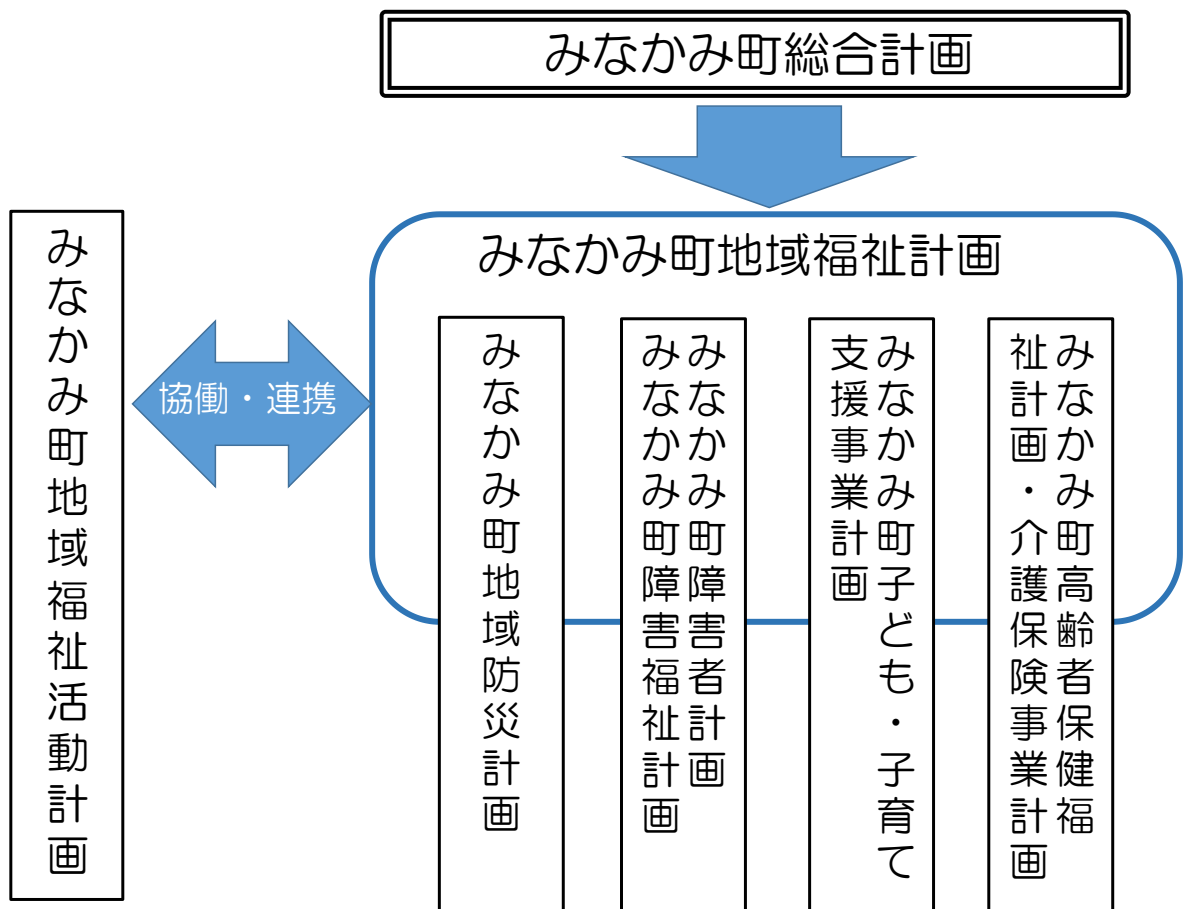 みなかみ町総合計画
みなかみ町地域福祉計画
みなかみ町高齢者保健福
祉計画・介護保険事業計画
みなかみ町子ども・子育て
支援事業計画
みなかみ町障害者計画
みなかみ町障害福祉計画
みなかみ町地域防災計画
協働・連携
みなかみ町地域福祉活動計画